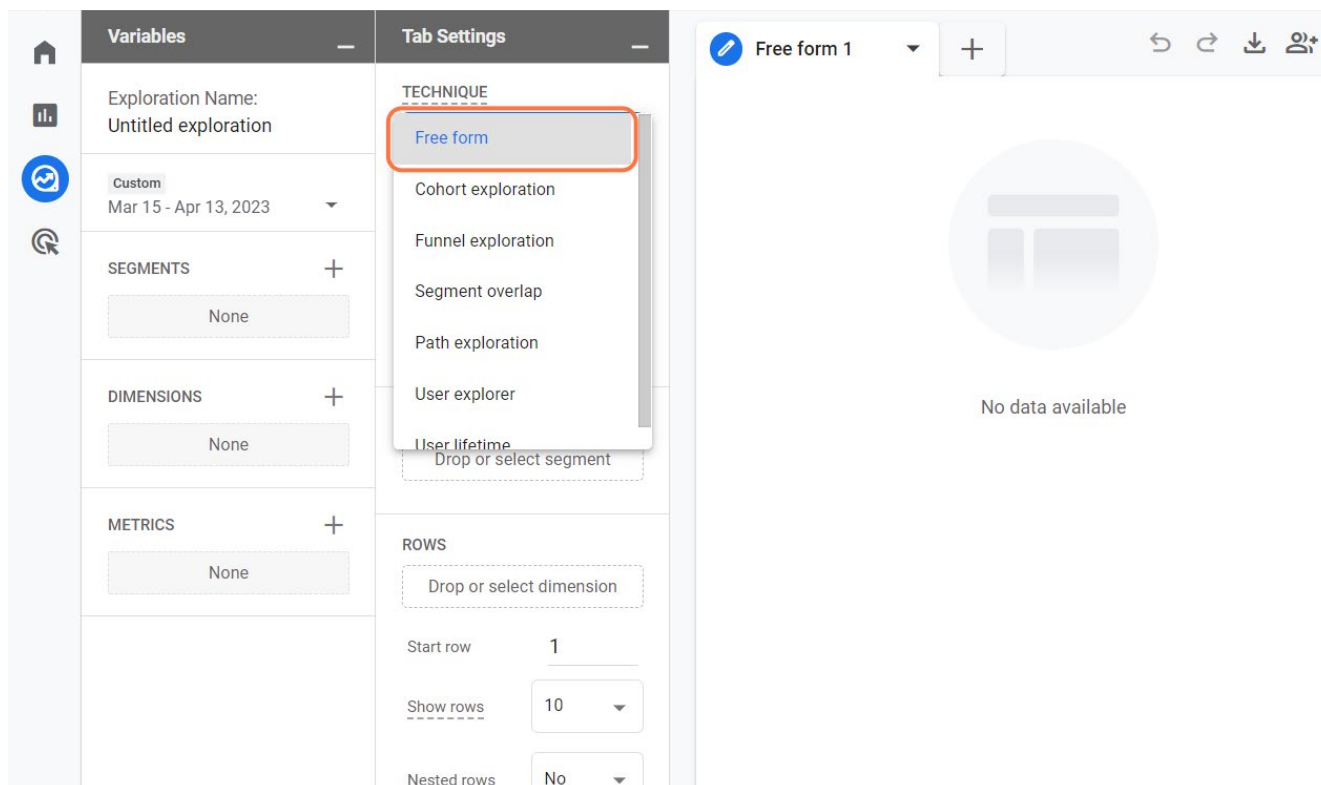 Variables
Exploration Name:
Untitled exploration
Custom
Mar 15 - Apr 13, 2023
SEGMENTS
None
DIMENSIONS
None
METRICS
None
Tab Settings
TECHNIQUE
Free form
Cohort exploration
Funnel exploration
Segment overlap
Path exploration
User explorer
User lifetime
Drop or select segment
ROWS
Drop or select dimension
Start row 1
Show rows 10
Nested rows No
Free form 1
No data available